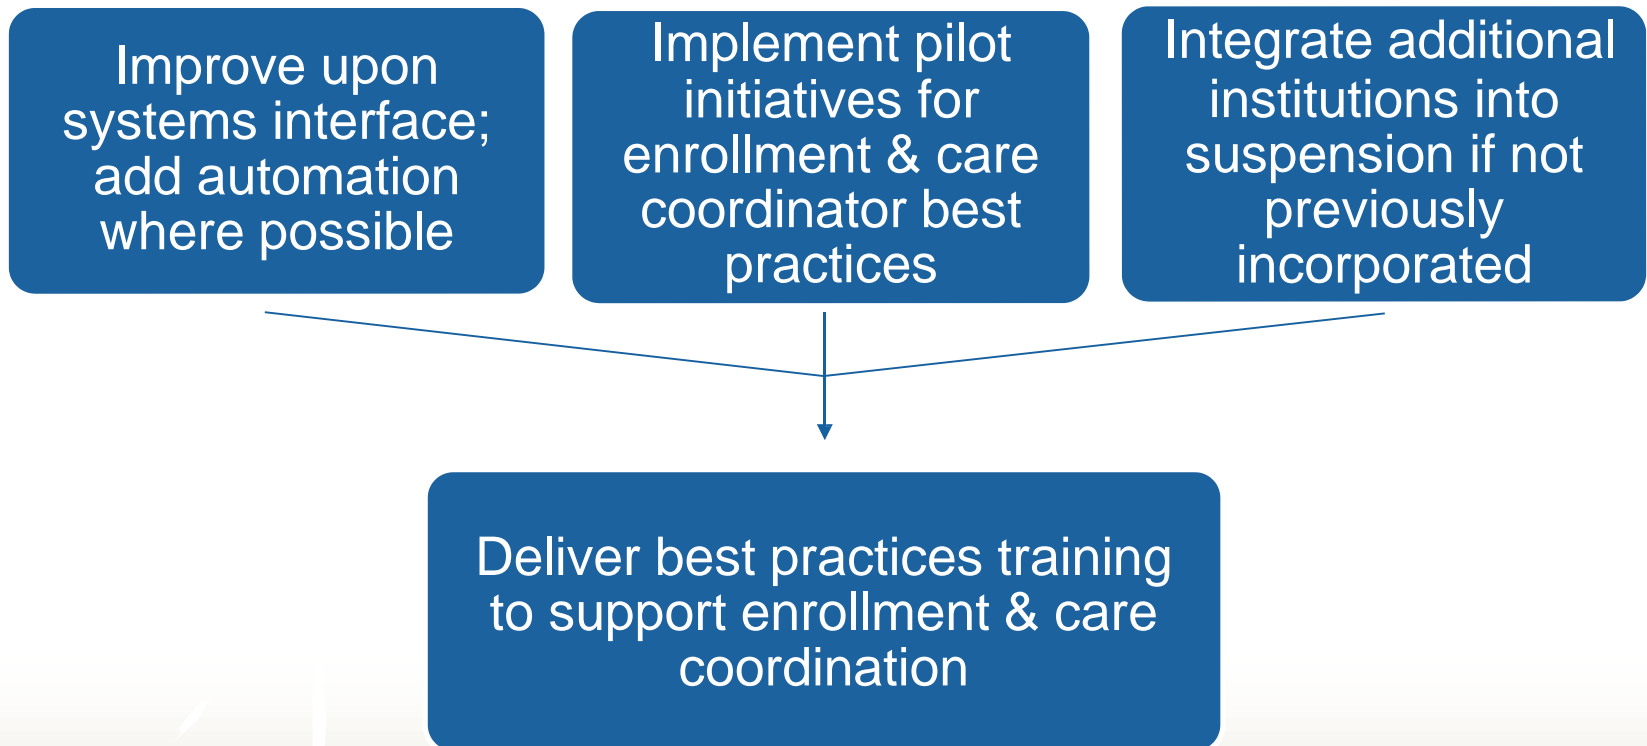 Improve upon
systems interface;
add automation
where possible
Implement pilot
initiatives for
enrollment & care
coordinator best
practices
Integrate additional
institutions into
suspension if not
previously
incorporated
Deliver best practices training
to support enrollment & care
coordination